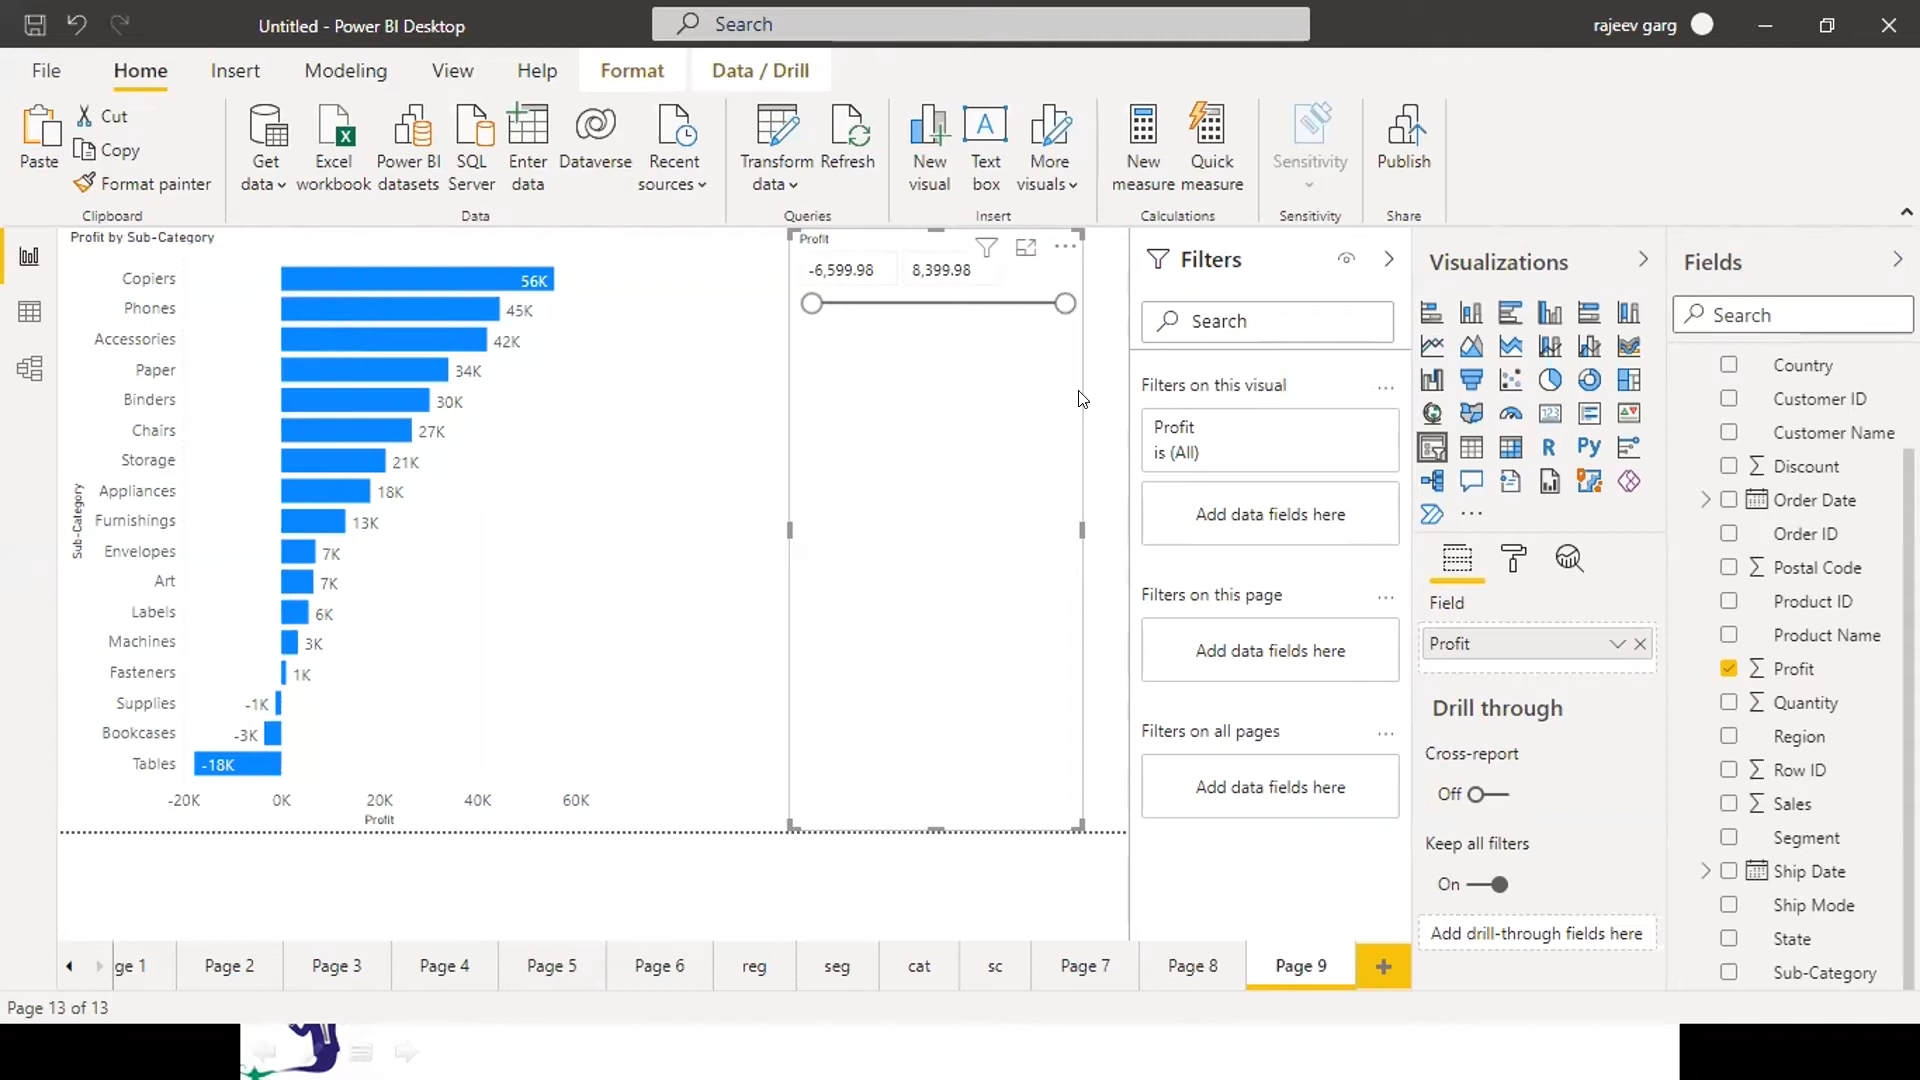 Untitled - Power BI Desktop
Search
rajeev garg
File
Home
Insert
Modeling
View
Help
Format
Data / Drill
Paste
Cut
Copy
Format painter
Clipboard
Get data
Excel workbook
Power BI datasets
SQL Server
Enter data
Dataverse
Recent sources
Data
Transform data
Refresh
Queries
New visual
Text box
More visuals
Insert
New measure
Quick measure
Calculations
Sensitivity
Sensitivity
Publish
Share
Profit by Sub-Category
Sub-Category
Copiers 56K
Phones 45K
Accessories 42K
Paper 34K
Binders 30K
Chairs 27K
Storage 21K
Appliances 18K
Furnishings 13K
Envelopes 7K
Art 7K
Labels 6K
Machines 3K
Fasteners 1K
Supplies -1K
Bookcases -3K
Tables -18K
-20K 0K 20K 40K 60K
Profit
Profit
-6,599.98 8,399.98
Filters
Search
Filters on this visual
Profit
is (All)
Add data fields here
Filters on this page
Add data fields here
Filters on all pages
Add data fields here
Visualizations
123
R
Py
Field
Profit
Drill through
Cross-report
Off
Keep all filters
On
Add drill-through fields here
Fields
Search
Country
Customer ID
Customer Name
Discount
Order Date
Order ID
Postal Code
Product ID
Product Name
Profit
Quantity
Region
Row ID
Sales
Segment
Ship Date
Ship Mode
State
Sub-Category
ge 1
Page 2
Page 3
Page 4
Page 5
Page 6
reg
seg
cat
sc
Page 7
Page 8
Page 9
Page 13 of 13